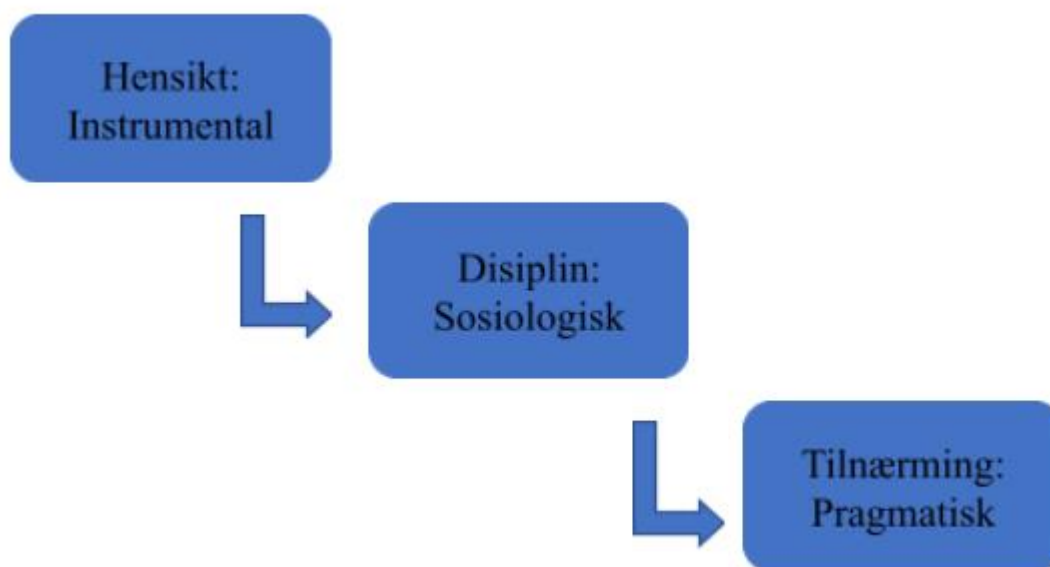 Hensikt:
Instrumental
Disiplin:
Sosiologisk
Tilnærming:
Pragmatisk